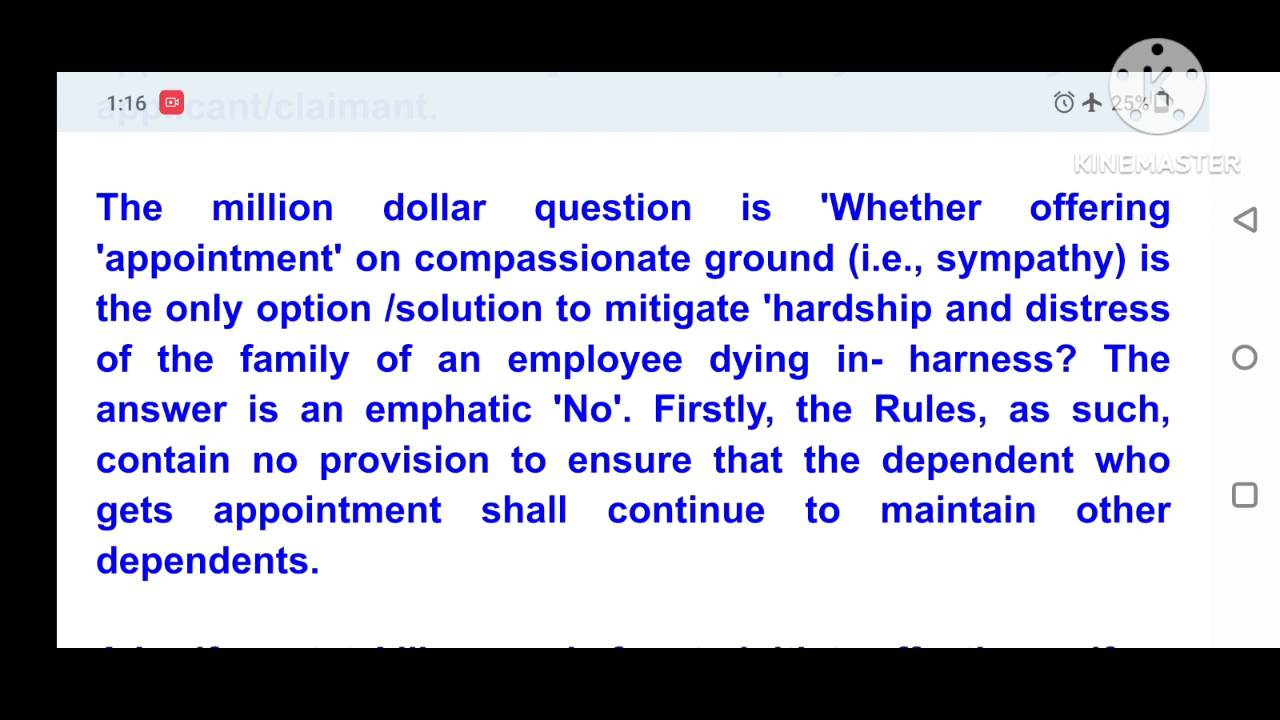 1:16
25%
applicant/claimant.
KINEMASTER
The million dollar question is 'Whether offering
'appointment' on compassionate ground (i.e., sympathy) is
the only option /solution to mitigate 'hardship and distress
of the family of an employee dying in- harness? The
answer is an emphatic 'No'. Firstly, the Rules, as such,
contain no provision to ensure that the dependent who
gets appointment shall continue to maintain other
dependents.